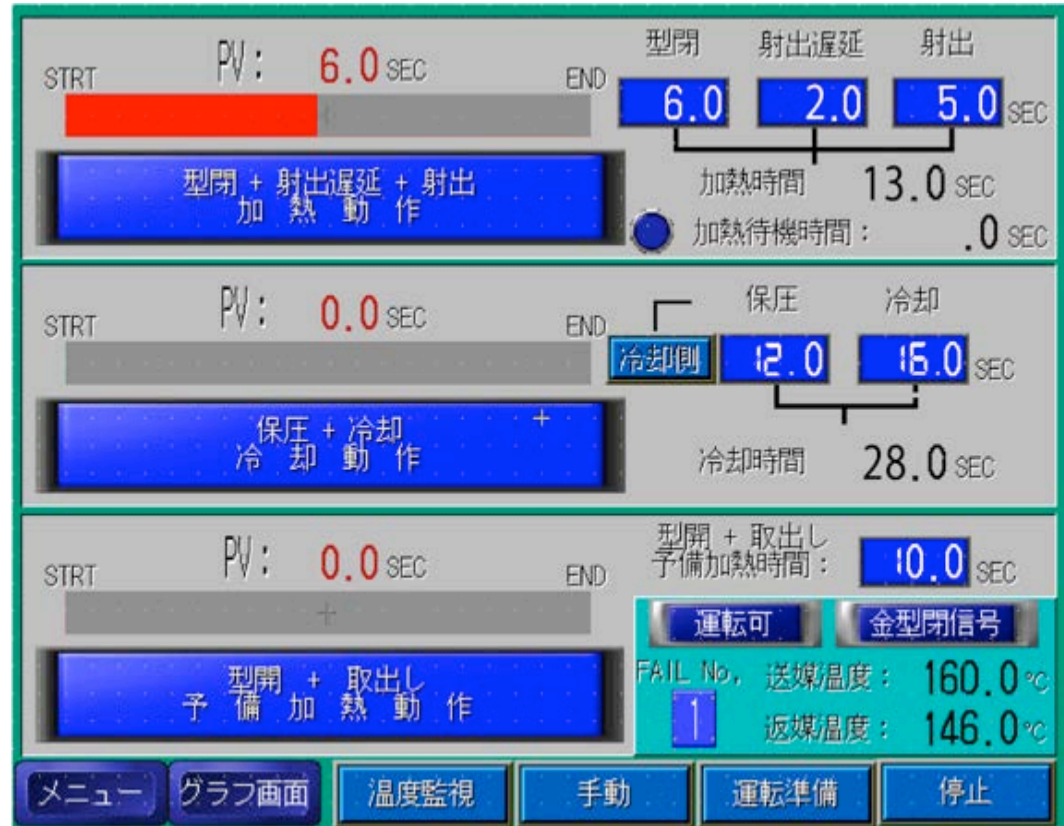 型閉 射出遅延 射出
PV: 6.0 SEC
STRT END
6.0 2.0 5.0 SEC
型閉 + 射出遅延 + 射出
加 熱 動 作
加熱時間 13.0 SEC
加熱待機時間: .0 SEC
保圧 冷却
PV: 0.0 SEC
STRT END
冷却側 12.0 16.0 SEC
保圧 + 冷却
冷 却 動 作
冷却時間 28.0 SEC
PV: 0.0 SEC
STRT END
型開 + 取出し
予備加熱時間: 10.0 SEC
型開 + 取出し
予 備 加 熱 動 作
運転可 金型閉信号
FAIL No. 送媒温度: 160.0 ℃
1 返媒温度: 146.0 ℃
メニュー グラフ画面 温度監視 手動 運転準備 停止